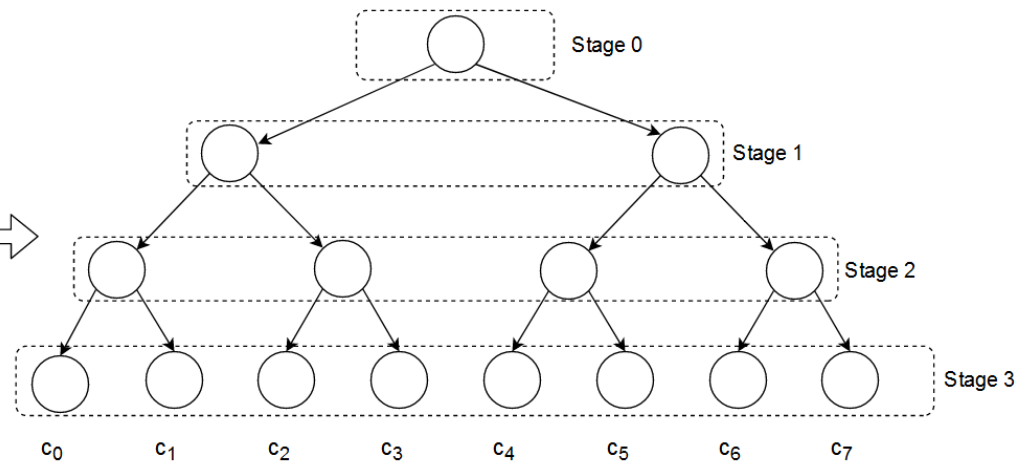 Stage 0
Stage 1
Stage 2
Stage 3
c₀ c₁ c₂ c₃ c₄ c₅ c₆ c₇